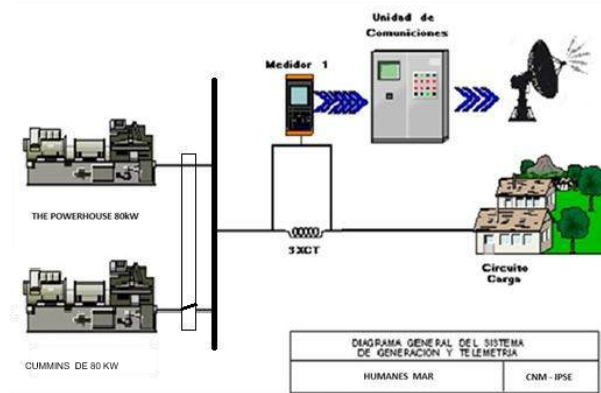 Unidad de
Comuniciones
Medidor 1
THE POWERHOUSE 80kW
3XCT
Circuito
Carga
CUMMINS DE 80 KW
DIAGRAMA GENERAL DEL SISTEMA
DE GENERACION Y TELEMETRIA
HUMANES MAR
CNM - IPSE